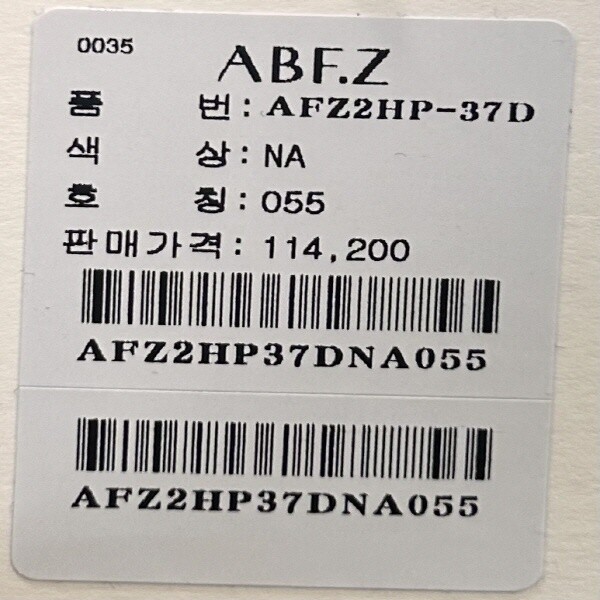 0035
ABF.Z
품 번: AFZ2HP-37D
색 상: NA
호 칭: 055
판매가격: 114,200
AFZ2HP37DNA055
AFZ2HP37DNA055